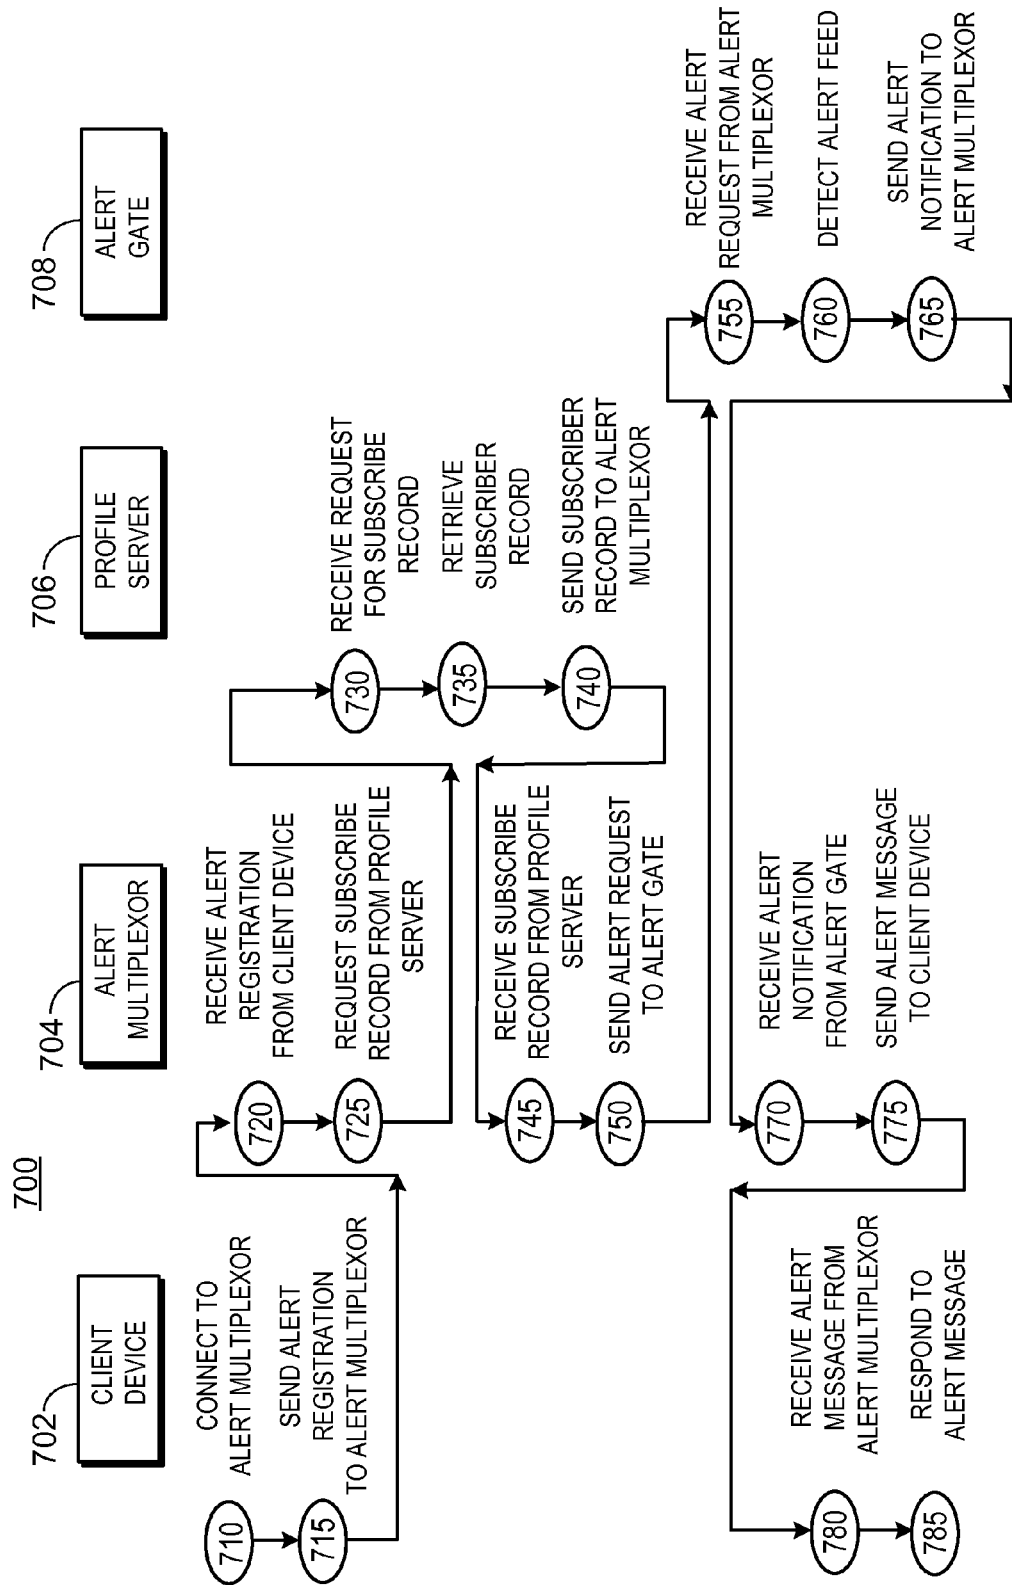 700
702
CLIENT
DEVICE
704
ALERT
MULTIPLEXOR
706
PROFILE
SERVER
708
ALERT
GATE
710
CONNECT TO
ALERT MULTIPLEXOR
715
SEND ALERT
REGISTRATION
TO ALERT MULTIPLEXOR
720
RECEIVE ALERT
REGISTRATION
FROM CLIENT DEVICE
725
REQUEST SUBSCRIBE
RECORD FROM PROFILE
SERVER
730
RECEIVE REQUEST
FOR SUBSCRIBE
RECORD
735
RETRIEVE
SUBSCRIBER
RECORD
740
SEND SUBSCRIBER
RECORD TO ALERT
MULTIPLEXOR
745
RECEIVE SUBSCRIBE
RECORD FROM PROFILE
SERVER
750
SEND ALERT REQUEST
TO ALERT GATE
755
RECEIVE ALERT
REQUEST FROM ALERT
MULTIPLEXOR
760
DETECT ALERT FEED
765
SEND ALERT
NOTIFICATION TO
ALERT MULTIPLEXOR
770
RECEIVE ALERT
NOTIFICATION
FROM ALERT GATE
775
SEND ALERT MESSAGE
TO CLIENT DEVICE
780
RECEIVE ALERT
MESSAGE FROM
ALERT MULTIPLEXOR
785
RESPOND TO
ALERT MESSAGE